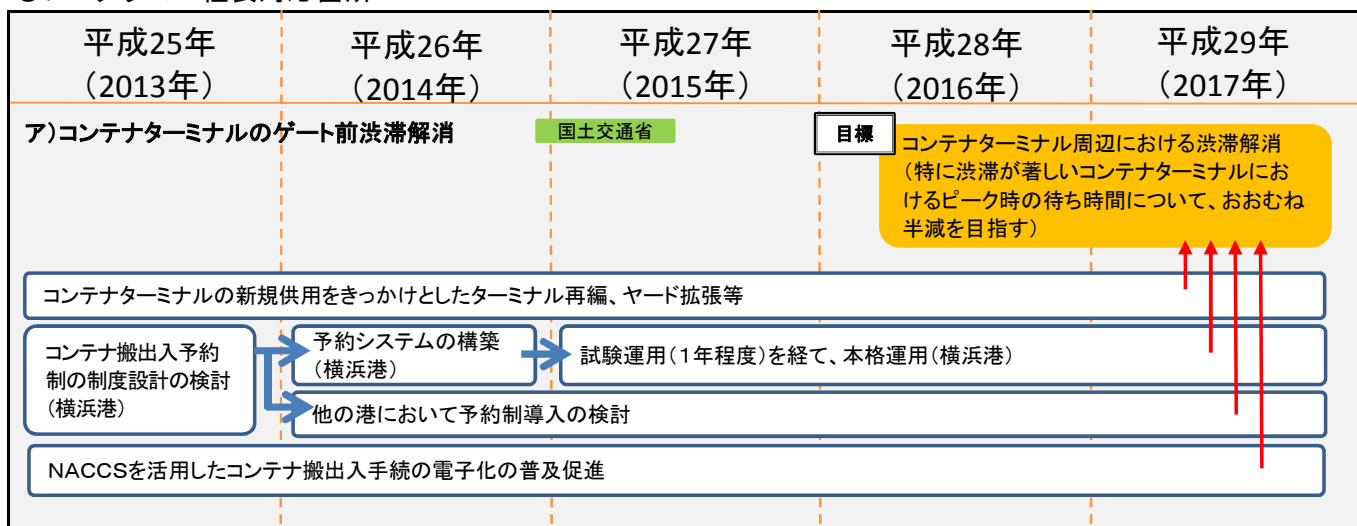 平成25年
(2013年)
平成26年
(2014年)
平成27年
(2015年)
平成28年
(2016年)
平成29年
(2017年)
ア)コンテナターミナルのゲート前渋滞解消
国土交通省
目標
コンテナターミナル周辺における渋滞解消
(特に渋滞が著しいコンテナターミナルにお
けるピーク時の待ち時間について、おおむね
半減を目指す)
コンテナターミナルの新規供用をきっかけとしたターミナル再編、ヤード拡張等
コンテナ搬出入予約
制の制度設計の検討
(横浜港)
予約システムの構築
(横浜港)
試験運用(1年程度)を経て、本格運用(横浜港)
他の港において予約制導入の検討
NACCSを活用したコンテナ搬出入手続の電子化の普及促進